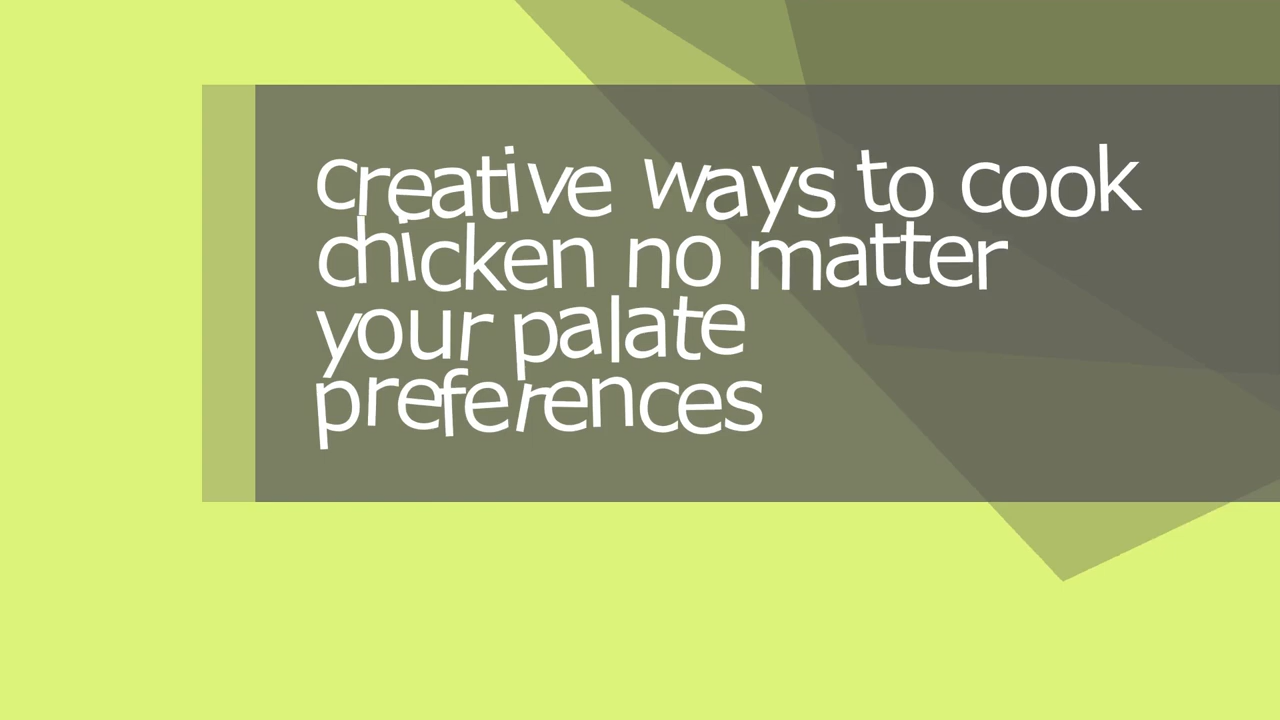 creative ways to cook
chicken no matter
your palate
preferences